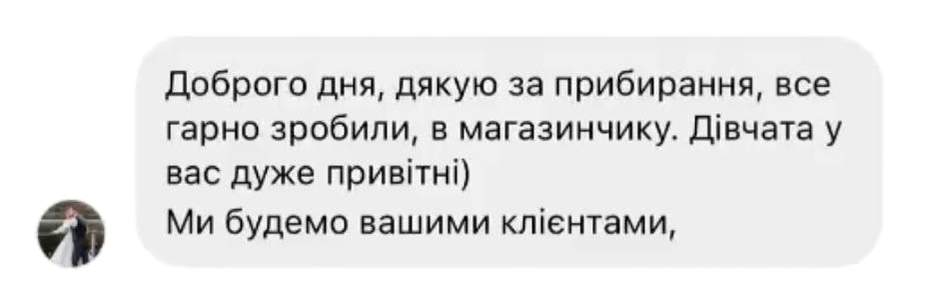 Доброго дня, дякую за прибирання, все
гарно зробили, в магазинчику. Дівчата у
вас дуже привітні)
Ми будемо вашими клієнтами,